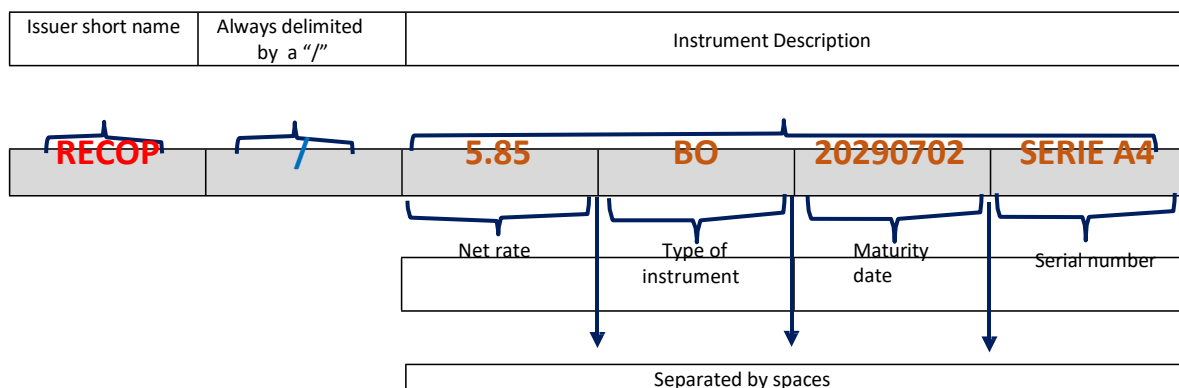 Issuer short name Always delimited by a “/” Instrument Description
RECOP / 5.85 BO 20290702 SERIE A4
Net rate Type of instrument Maturity date Serial number
Separated by spaces